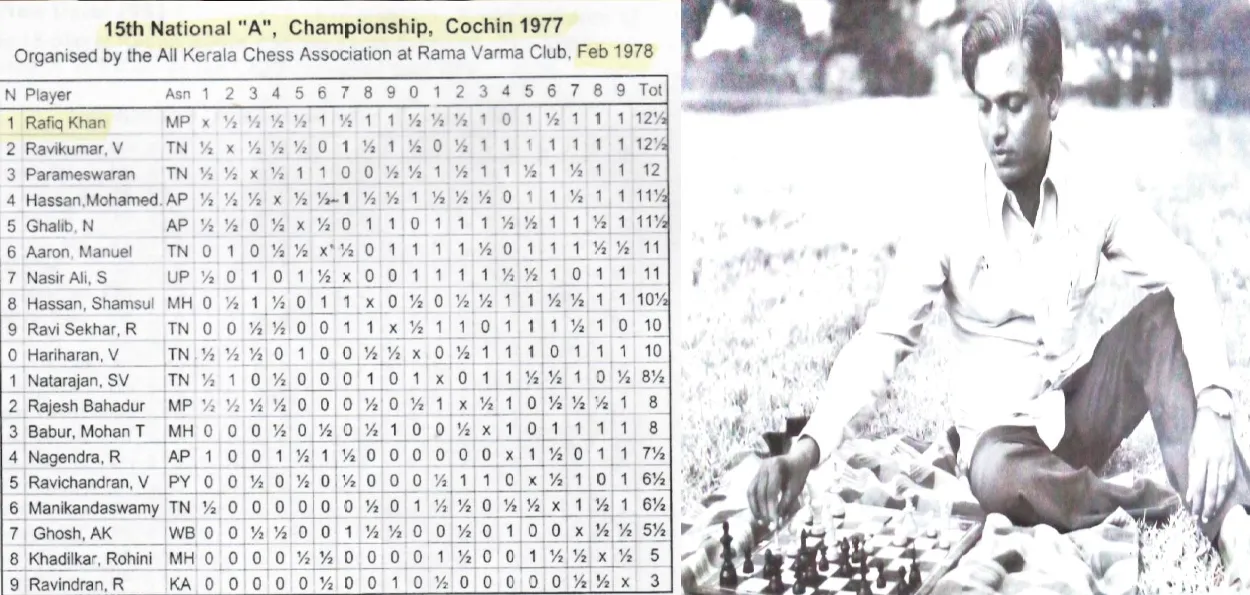 15th National "A", Championship, Cochin 1977
Organised by the All Kerala Chess Association at Rama Varma Club, Feb 1978
N Player Asn 1 2 3 4 5 6 7 8 9 0 1 2 3 4 5 6 7 8 9 Tot
1 Rafiq Khan MP x ½ ½ ½ ½ 1 ½ 1 1 ½ ½ ½ 1 0 1 ½ 1 1 1 12½
2 Ravikumar, V TN ½ x ½ ½ ½ 0 1 ½ 1 ½ 0 ½ 1 1 1 1 1 1 1 12½
3 Parameswaran TN ½ ½ x ½ 1 1 0 0 ½ ½ 1 ½ 1 1 ½ 1 ½ 1 1 12
4 Hassan,Mohamed. AP ½ ½ ½ x ½ ½ 1 ½ ½ 1 ½ ½ ½ 0 1 1 ½ 1 1 11½
5 Ghalib, N AP ½ ½ 0 ½ x ½ 0 1 1 0 1 1 1 ½ ½ 1 1 ½ 1 11½
6 Aaron, Manuel TN 0 1 0 ½ ½ x ½ 0 1 1 1 1 ½ 0 1 1 1 ½ ½ 11
7 Nasir Ali, S UP ½ 0 1 0 1 ½ x 0 0 1 1 1 1 ½ ½ 1 0 1 1 11
8 Hassan, Shamsul MH 0 ½ 1 ½ 0 1 1 x 0 ½ 0 ½ ½ 1 1 ½ ½ 1 1 10½
9 Ravi Sekhar, R TN 0 0 ½ ½ 0 0 1 1 x ½ 1 1 0 1 1 1 ½ 1 0 10
0 Hariharan, V TN ½ ½ ½ 0 1 0 0 ½ ½ x 0 ½ 1 1 1 0 1 1 1 10
1 Natarajan, SV TN ½ 1 0 ½ 0 0 0 1 0 1 x 0 1 1 ½ ½ 1 0 ½ 8½
2 Rajesh Bahadur MP ½ ½ ½ ½ 0 0 0 ½ 0 ½ 1 x ½ 1 0 ½ ½ ½ 1 8
3 Babur, Mohan T MH 0 0 0 ½ 0 ½ 0 ½ 1 0 0 ½ x 1 0 1 1 1 1 8
4 Nagendra, R AP 1 0 0 1 ½ 1 ½ 0 0 0 0 0 0 x 1 ½ 0 1 1 7½
5 Ravichandran, V PY 0 0 ½ 0 ½ 0 ½ 0 0 0 ½ 1 1 0 x ½ 1 0 1 6½
6 Manikandaswamy TN ½ 0 0 0 0 0 0 ½ 0 1 ½ ½ 0 ½ ½ x 1 ½ 1 6½
7 Ghosh, AK WB 0 0 ½ ½ 0 0 1 ½ ½ 0 0 ½ 0 1 0 0 x ½ ½ 5½
8 Khadilkar, Rohini MH 0 0 0 0 ½ ½ 0 0 0 0 1 ½ 0 0 1 ½ ½ x ½ 5
9 Ravindran, R KA 0 0 0 0 0 ½ 0 0 1 0 ½ 0 0 0 0 0 ½ ½ x 3